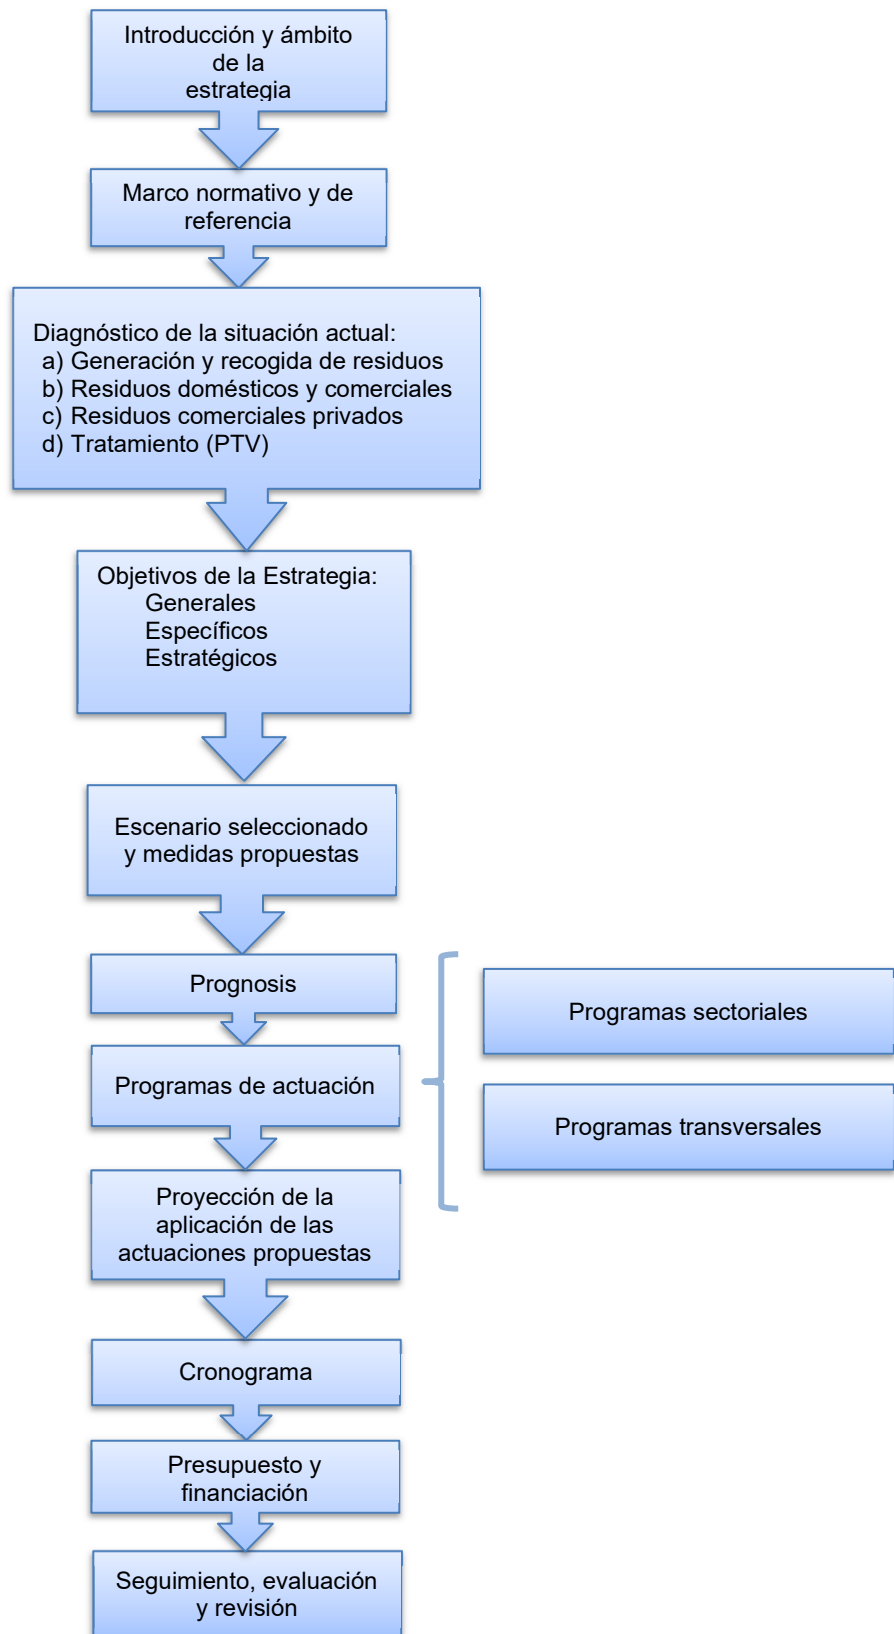 Introducción y ámbito
de la
estrategia
Marco normativo y de
referencia
Diagnóstico de la situación actual:
a) Generación y recogida de residuos
b) Residuos domésticos y comerciales
c) Residuos comerciales privados
d) Tratamiento (PTV)
Objetivos de la Estrategia:
Generales
Específicos
Estratégicos
Escenario seleccionado
y medidas propuestas
Prognosis
Programas de actuación
Programas sectoriales
Programas transversales
Proyección de la
aplicación de las
actuaciones propuestas
Cronograma
Presupuesto y
financiación
Seguimiento, evaluación
y revisión